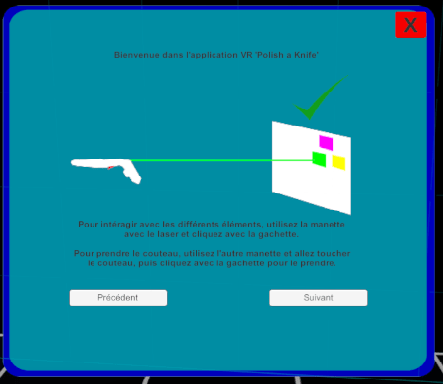 X
Bienvenue dans l'application VR 'Polish a Knife'
Pour intéragir avec les différents éléments, utilisez la manette
avec le laser et cliquez avec la gachette.
Pour prendre le couteau, utilisez l'autre manette et allez toucher
le couteau, puis cliquez avec la gachette pour le prendre.
Précédent
Suivant